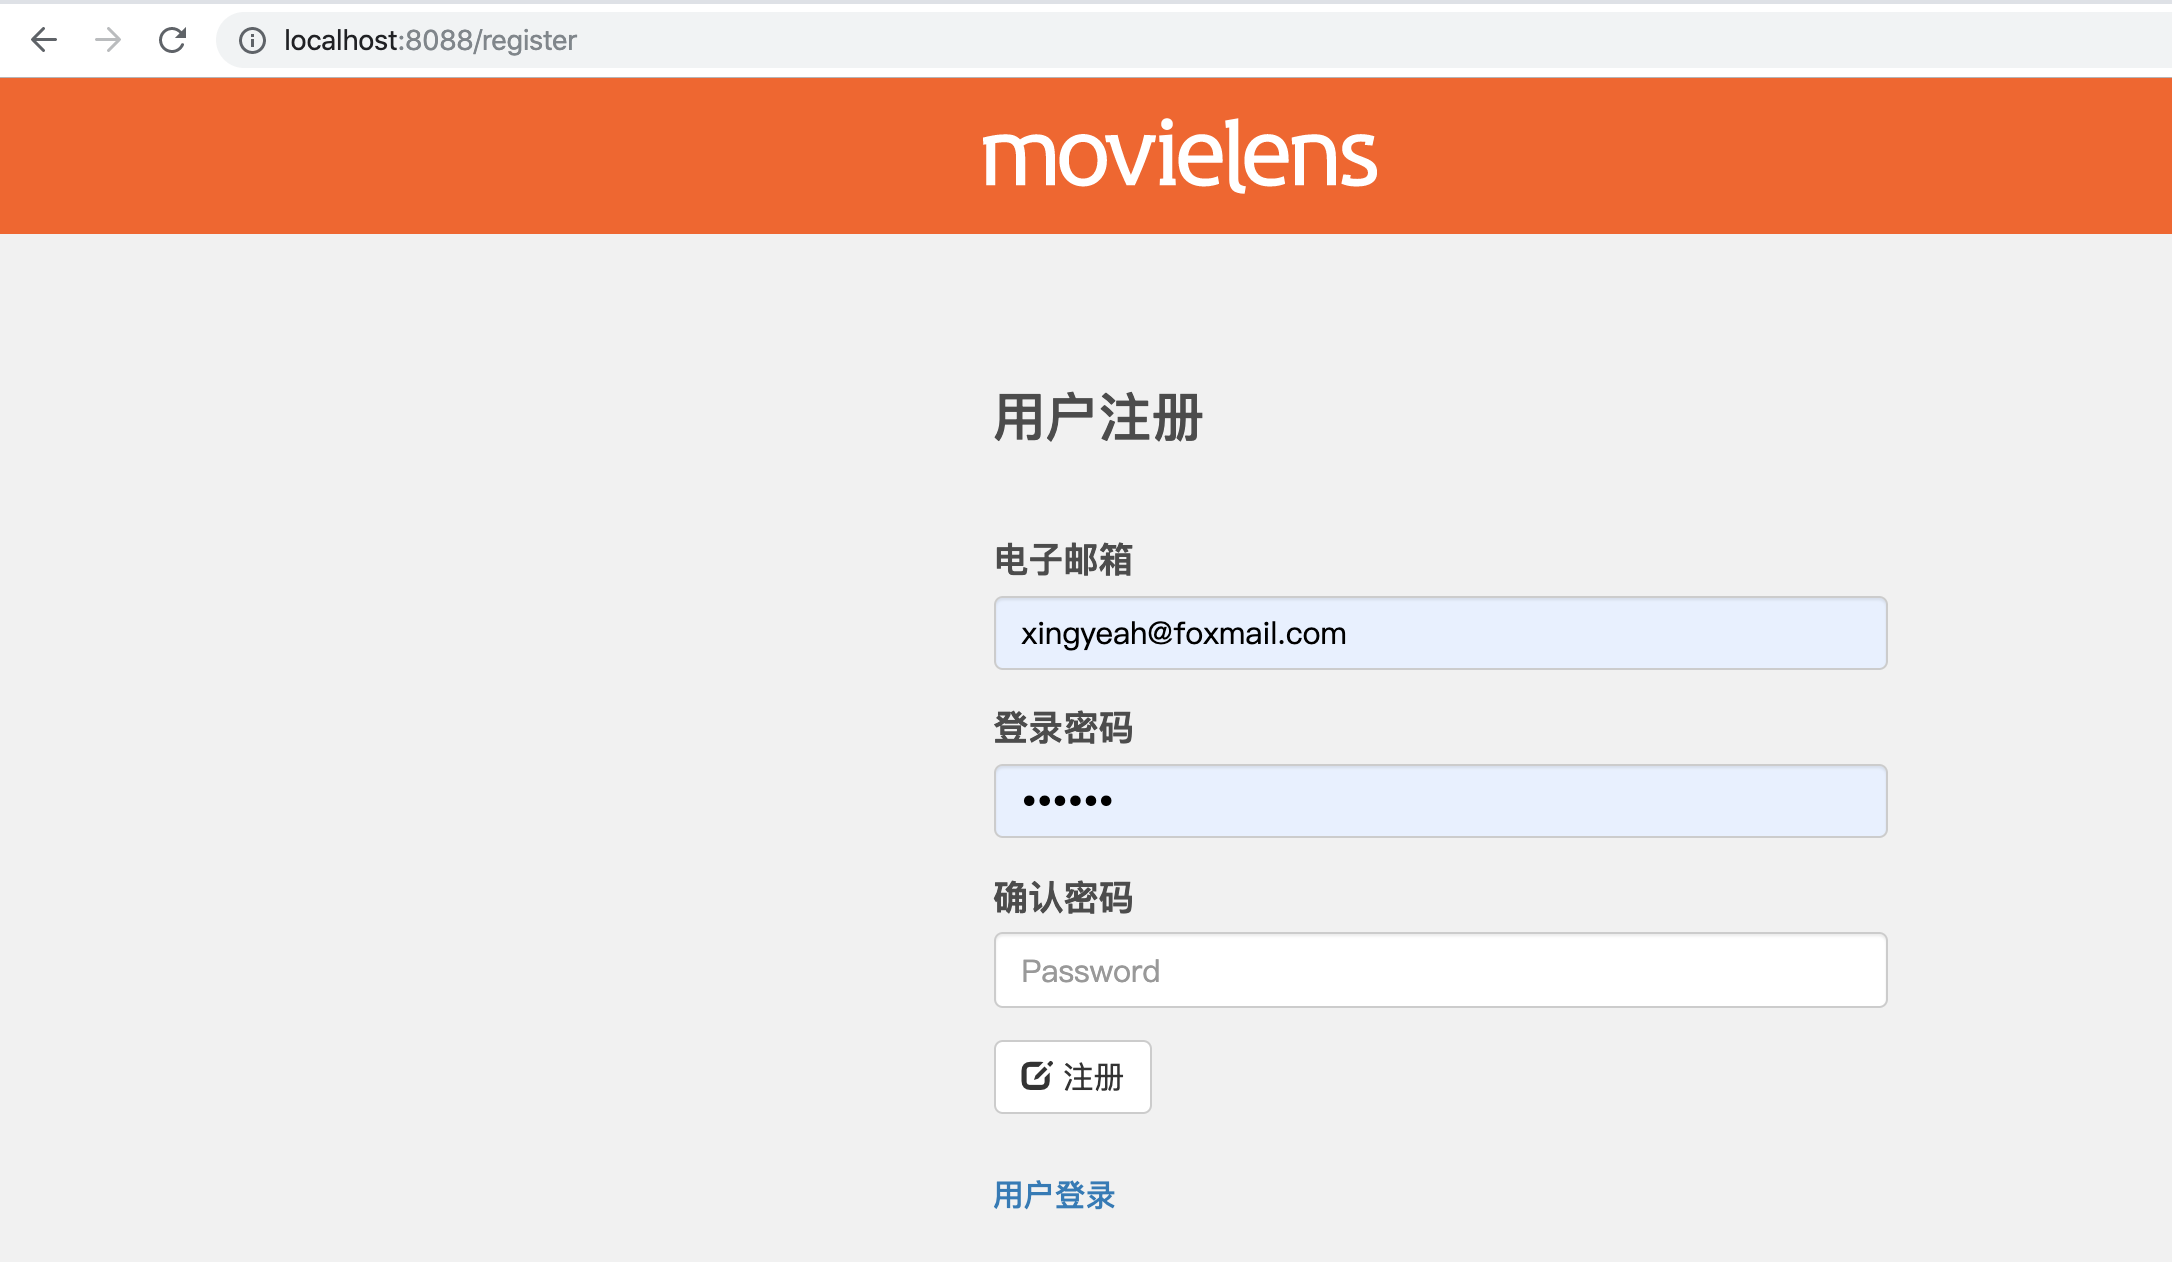 localhost:8088/register
movielens
用户注册
电子邮箱
xingyeah@foxmail.com
登录密码
••••••
确认密码
Password
注册
用户登录